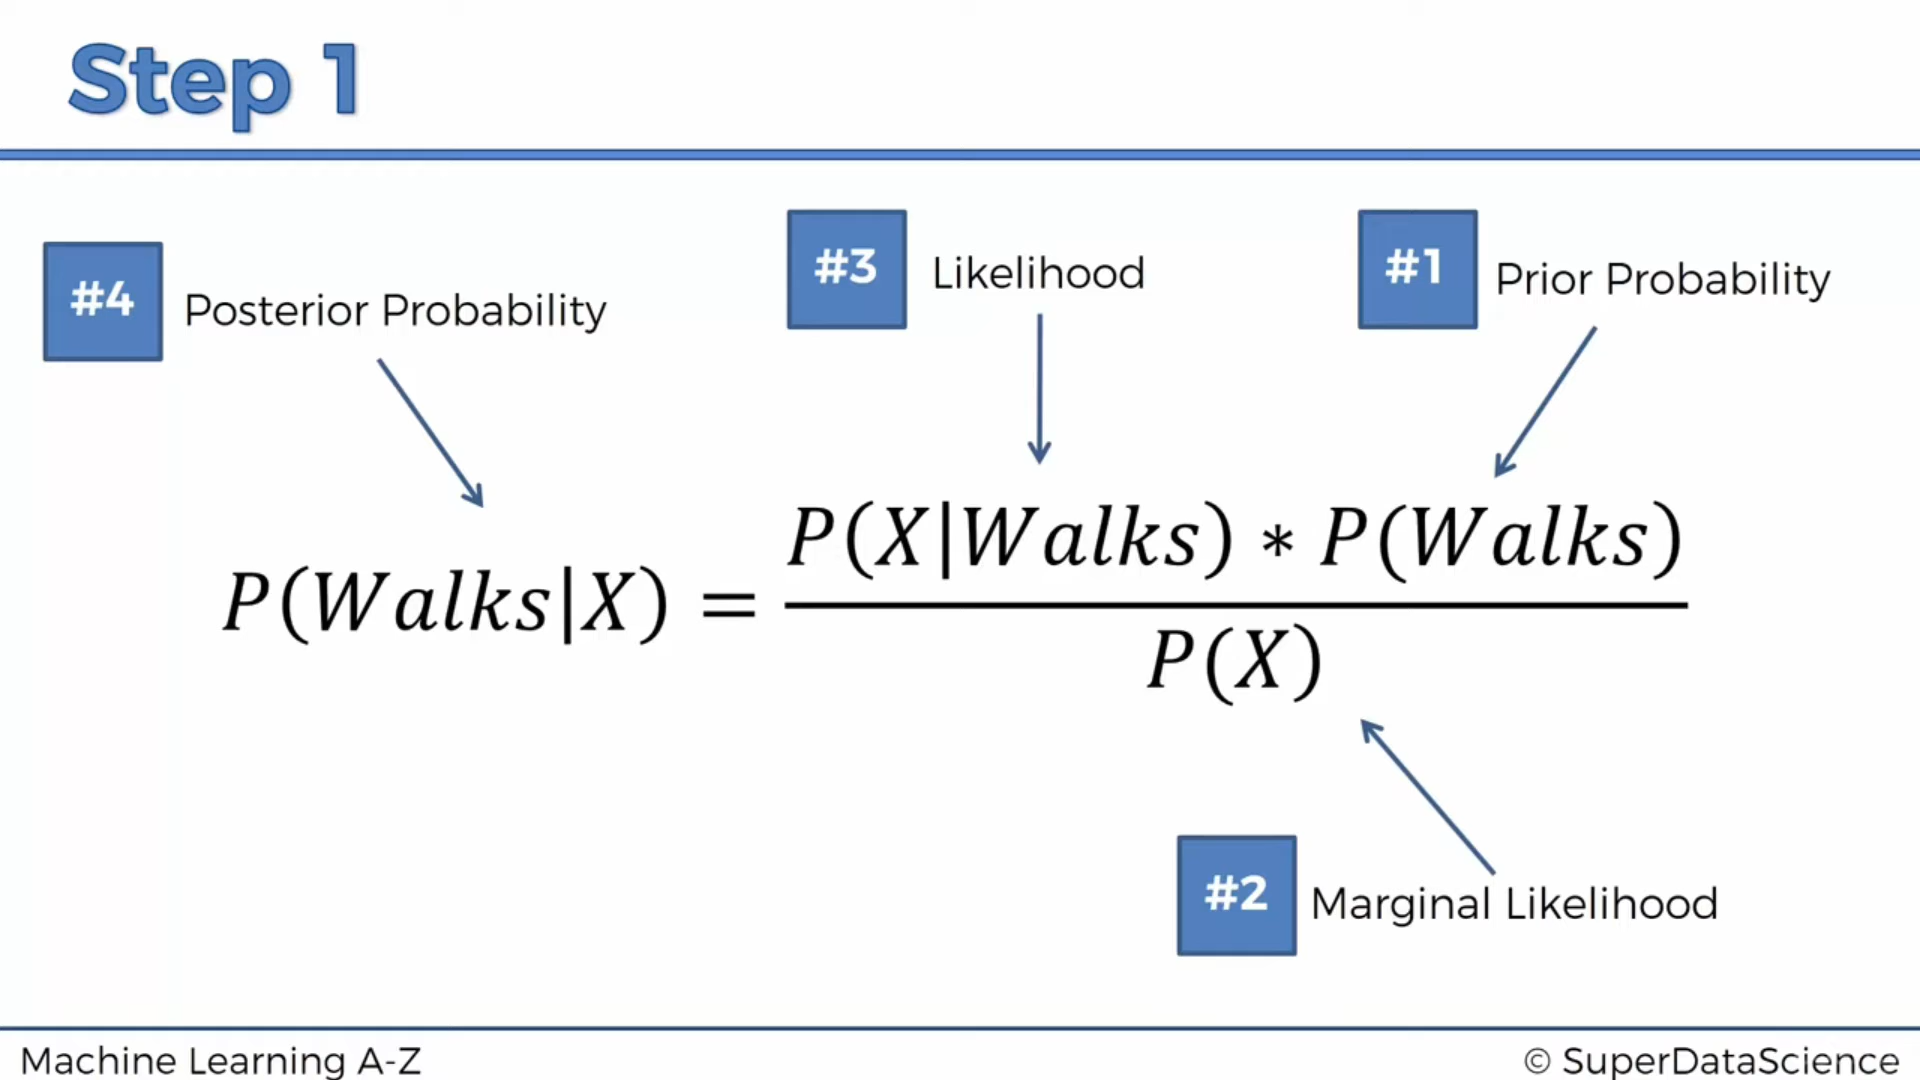 Step 1
#4 Posterior Probability
#3 Likelihood
#1 Prior Probability
P(Walks|X) = P(X|Walks) * P(Walks)
P(X)
#2 Marginal Likelihood
Machine Learning A-Z
© SuperDataScience